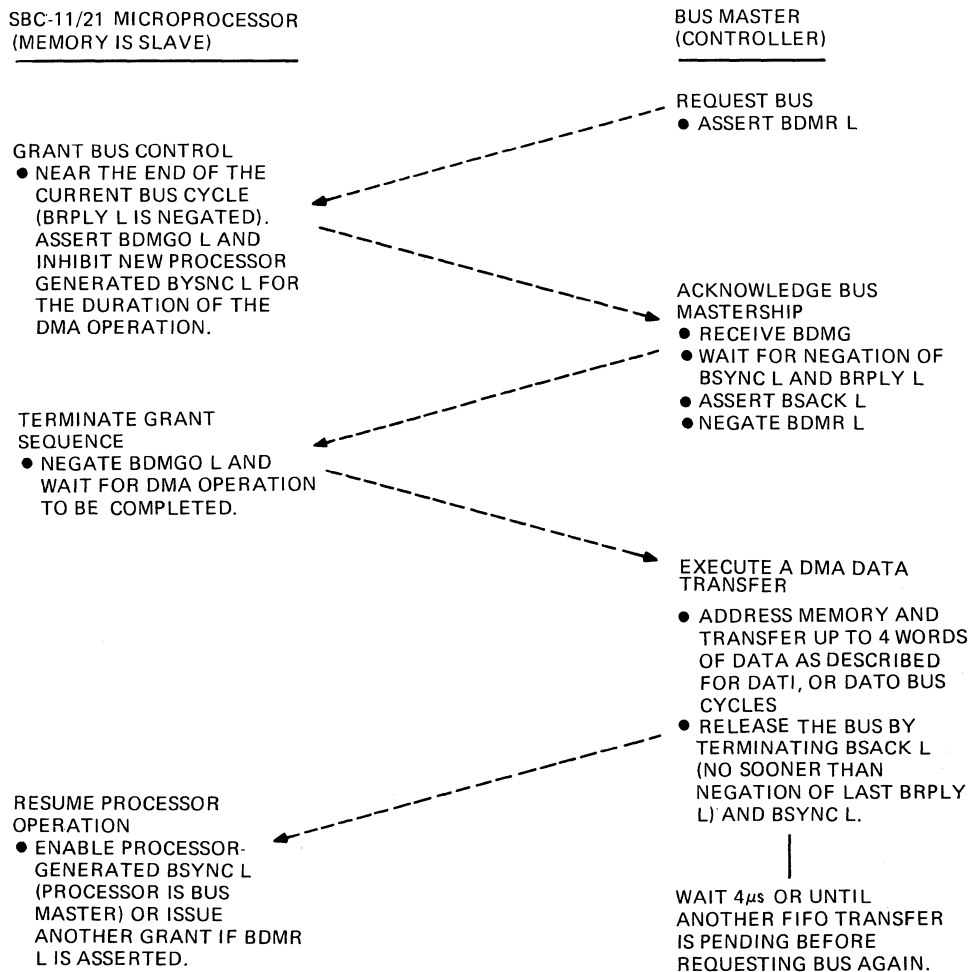 SBC-11/21 MICROPROCESSOR
(MEMORY IS SLAVE)
BUS MASTER
(CONTROLLER)
REQUEST BUS
● ASSERT BDMR L
GRANT BUS CONTROL
● NEAR THE END OF THE
CURRENT BUS CYCLE
(BRPLY L IS NEGATED).
ASSERT BDMGO L AND
INHIBIT NEW PROCESSOR
GENERATED BYSNC L FOR
THE DURATION OF THE
DMA OPERATION.
ACKNOWLEDGE BUS
MASTERSHIP
● RECEIVE BDMG
● WAIT FOR NEGATION OF
BSYNC L AND BRPLY L
● ASSERT BSACK L
● NEGATE BDMR L
TERMINATE GRANT
SEQUENCE
● NEGATE BDMGO L AND
WAIT FOR DMA OPERATION
TO BE COMPLETED.
EXECUTE A DMA DATA
TRANSFER
● ADDRESS MEMORY AND
TRANSFER UP TO 4 WORDS
OF DATA AS DESCRIBED
FOR DATI, OR DATO BUS
CYCLES
● RELEASE THE BUS BY
TERMINATING BSACK L
(NO SOONER THAN
NEGATION OF LAST BRPLY
L) AND BSYNC L.
RESUME PROCESSOR
OPERATION
● ENABLE PROCESSOR-
GENERATED BSYNC L
(PROCESSOR IS BUS
MASTER) OR ISSUE
ANOTHER GRANT IF BDMR
L IS ASSERTED.
WAIT 4μs OR UNTIL
ANOTHER FIFO TRANSFER
IS PENDING BEFORE
REQUESTING BUS AGAIN.